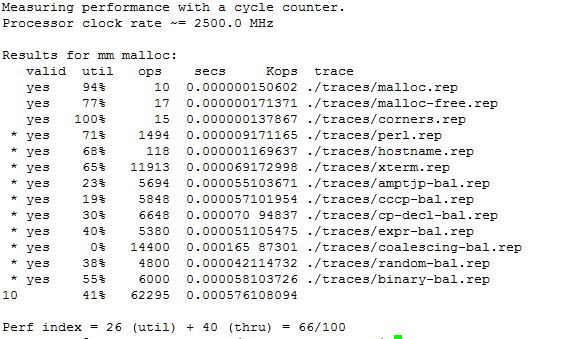 Measuring performance with a cycle counter.
Processor clock rate ~= 2500.0 MHz
Results for mm malloc:
   valid  util   ops    secs     Kops  trace
   yes    94%      10  0.000000150602 ./traces/malloc.rep
   yes    77%      17  0.000000171371 ./traces/malloc-free.rep
   yes   100%      15  0.000000137867 ./traces/corners.rep
 * yes    71%    1494  0.000009171165 ./traces/perl.rep
 * yes    68%     118  0.000001169637 ./traces/hostname.rep
 * yes    65%   11913  0.000069172998 ./traces/xterm.rep
 * yes    23%    5694  0.000055103671 ./traces/amptjp-bal.rep
 * yes    19%    5848  0.000057101954 ./traces/cccp-bal.rep
 * yes    30%    6648  0.000070 94837 ./traces/cp-decl-bal.rep
 * yes    40%    5380  0.000051105475 ./traces/expr-bal.rep
 * yes     0%   14400  0.000165 87301 ./traces/coalescing-bal.rep
 * yes    38%    4800  0.000042114732 ./traces/random-bal.rep
 * yes    55%    6000  0.000058103726 ./traces/binary-bal.rep
10        41%   62295  0.000576108094
Perf index = 26 (util) + 40 (thru) = 66/100